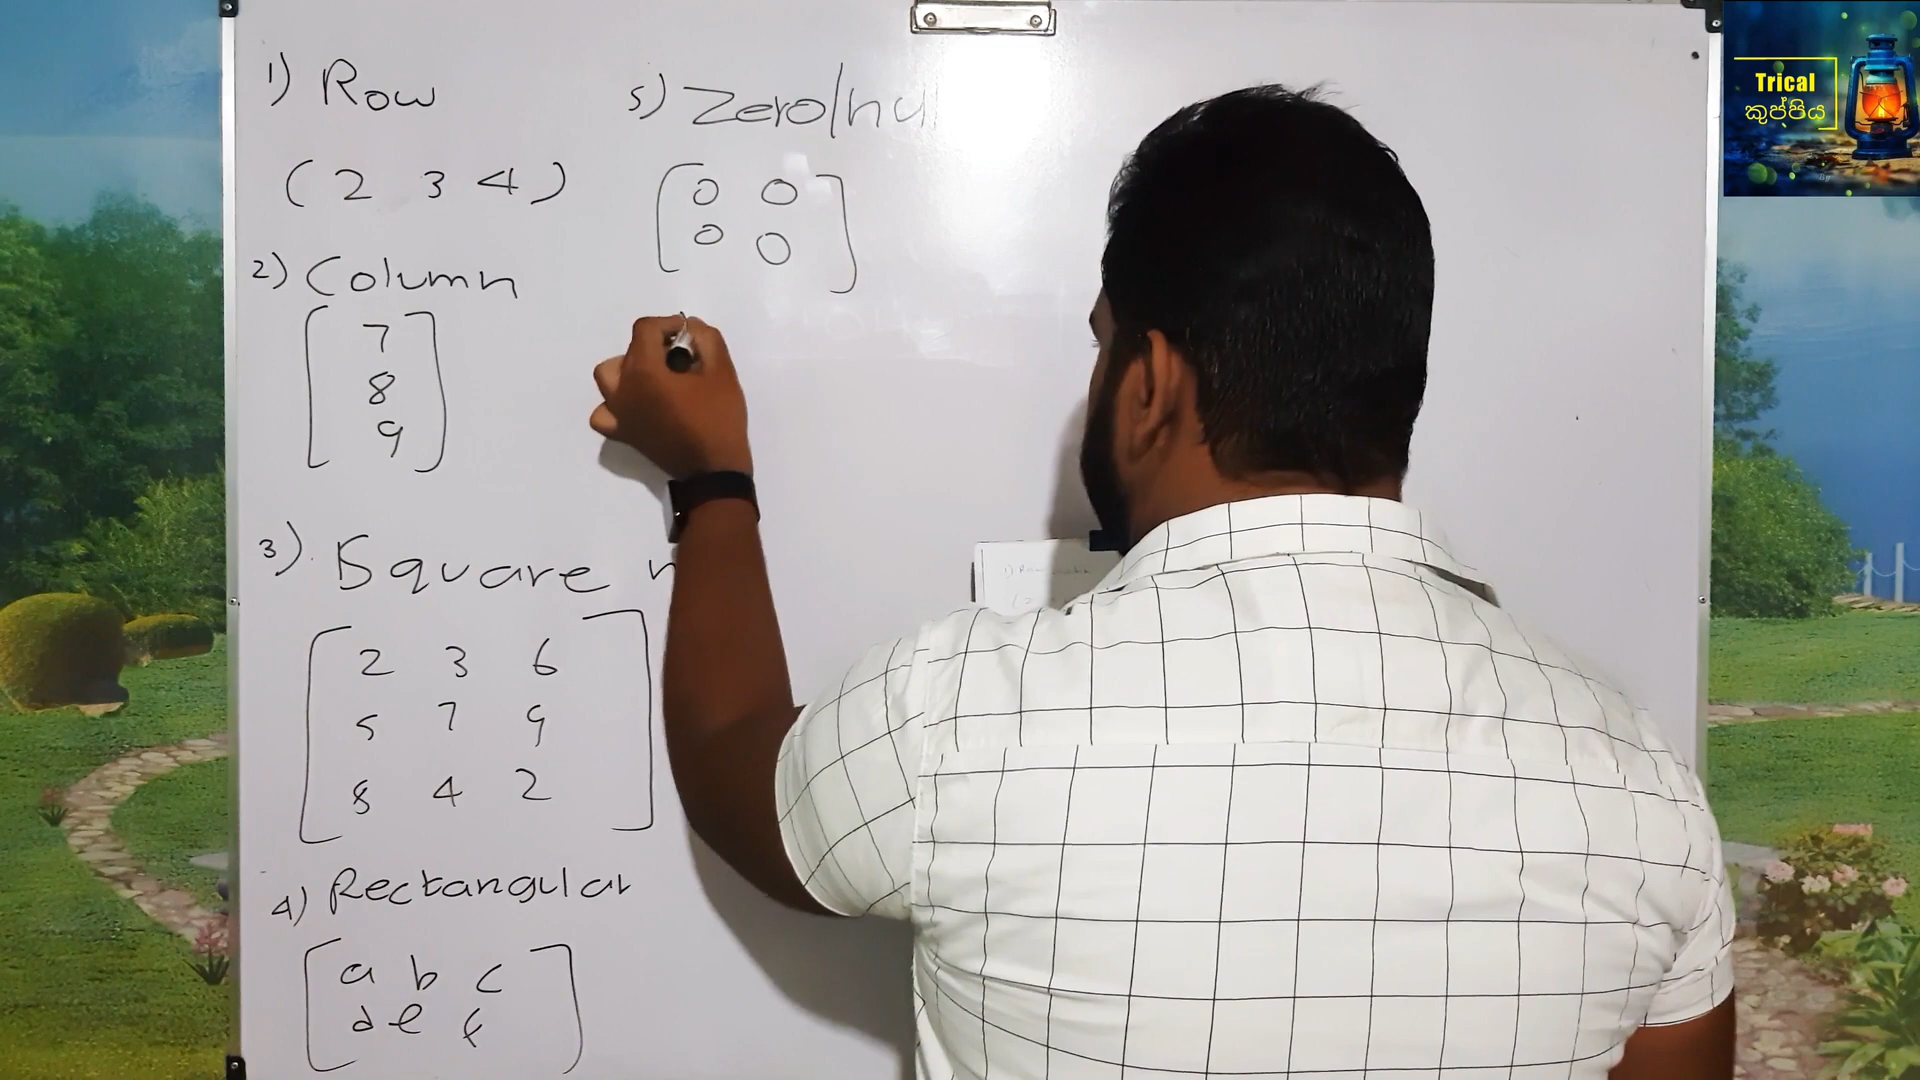 1) Row
(2 3 4)
2) Column
7
8
9
3) Square
2 3 6
5 7 9
8 4 2
4) Rectangular
a b c
d e f
5) Zero/nu
0 0
0 0
Trical
කුප්පිය